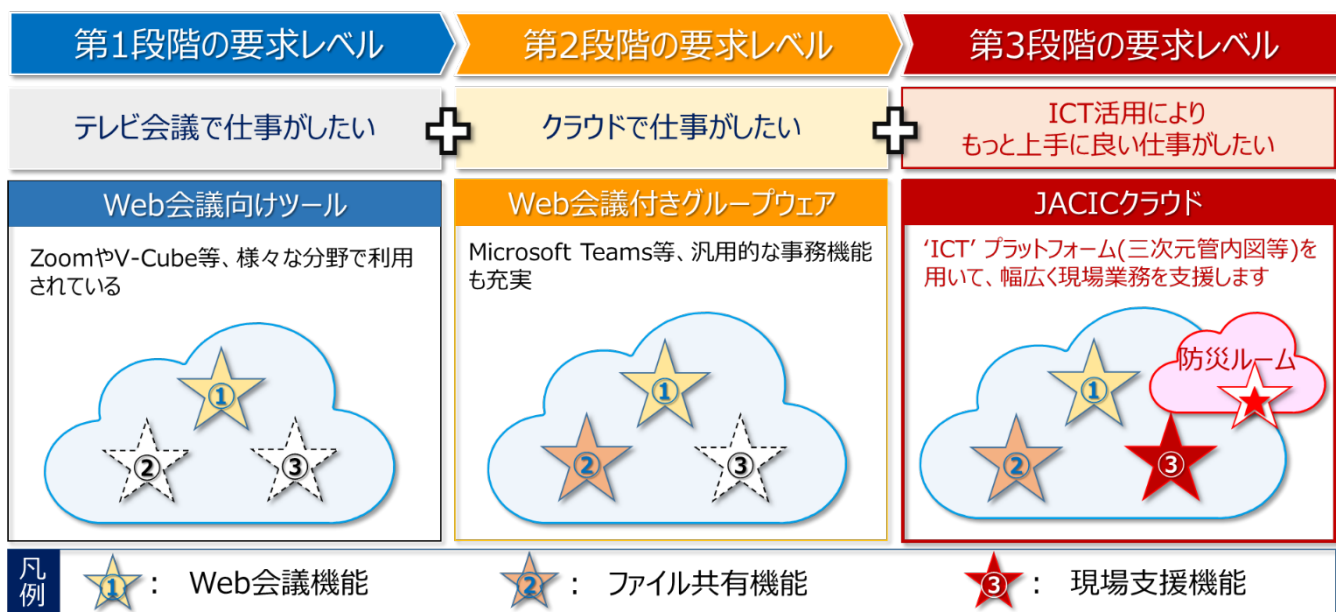 第1段階の要求レベル
第2段階の要求レベル
第3段階の要求レベル
テレビ会議で仕事がしたい
クラウドで仕事がしたい
ICT活用により
もっと上手に良い仕事がしたい
Web会議向けツール
ZoomやV-Cube等、様々な分野で利用
されている
①
②
③
Web会議付きグループウェア
Microsoft Teams等、汎用的な事務機能
も充実
①
②
③
JACICクラウド
‘ICT’ プラットフォーム(三次元管内図等)を
用いて、幅広く現場業務を支援します
防災ルーム
①
②
③
凡例
① : Web会議機能
② : ファイル共有機能
③ : 現場支援機能